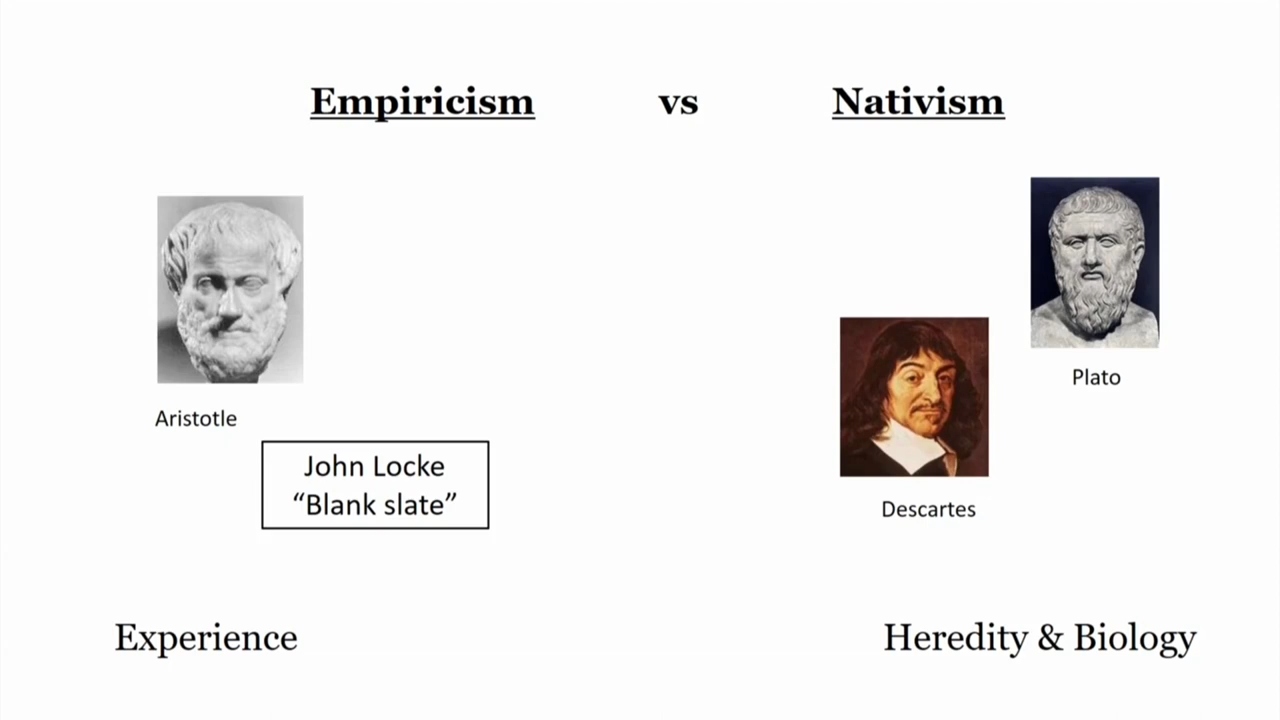 Empiricism vs Nativism
Aristotle
John Locke
“Blank slate”
Plato
Descartes
Experience
Heredity & Biology